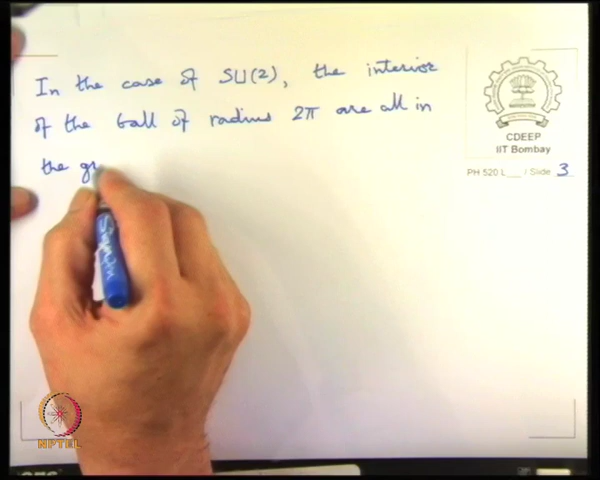 In the case of SU(2), the interior
of the ball of radius 2π are all in
the gr
CDEEP
IIT Bombay
PH 520 L___ / Slide 3
NPTEL